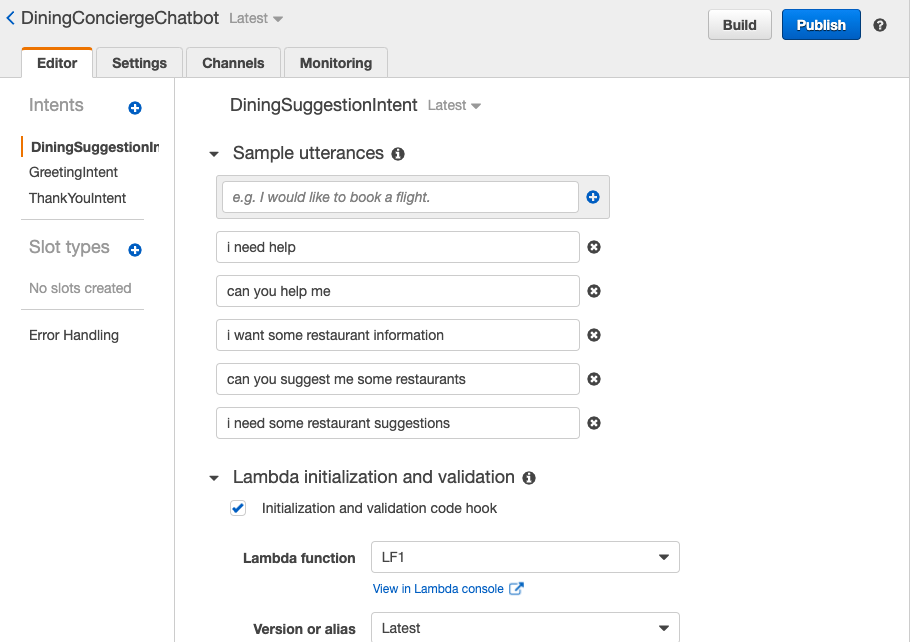 DiningConciergeChatbot Latest
Build
Publish
Editor
Settings
Channels
Monitoring
Intents
DiningSuggestionIn
GreetingIntent
ThankYouIntent
Slot types
No slots created
Error Handling
DiningSuggestionIntent Latest
Sample utterances
e.g. I would like to book a flight.
i need help
can you help me
i want some restaurant information
can you suggest me some restaurants
i need some restaurant suggestions
Lambda initialization and validation
Initialization and validation code hook
Lambda function LF1
View in Lambda console
Version or alias Latest